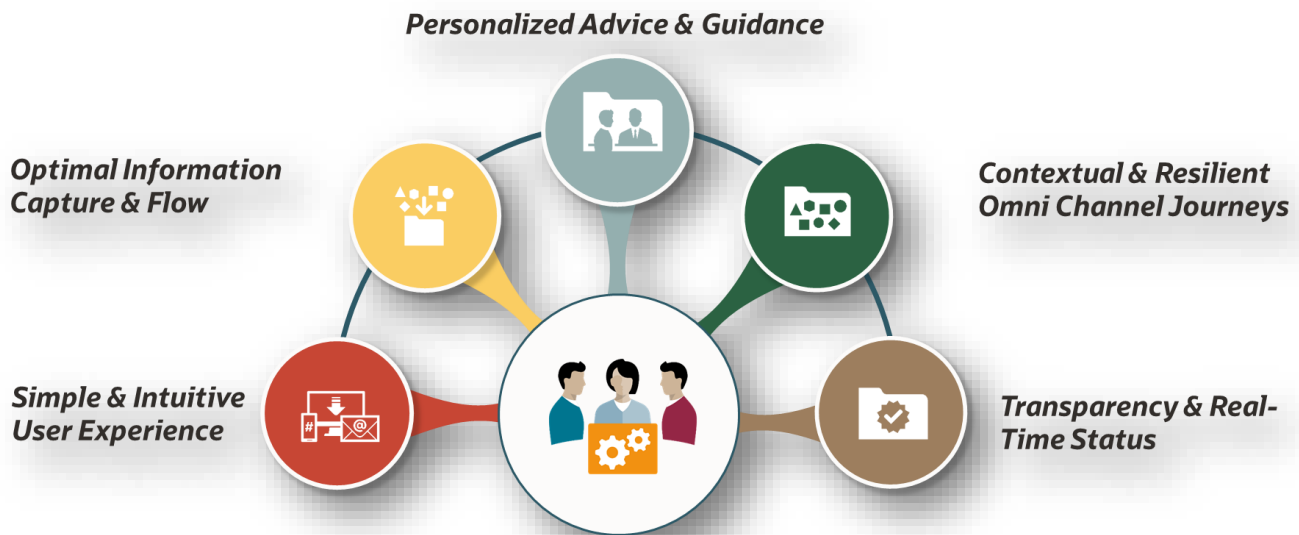 Personalized Advice & Guidance
Optimal Information
Capture & Flow
Contextual & Resilient
Omni Channel Journeys
Simple & Intuitive
User Experience
#
@
Transparency & Real-
Time Status